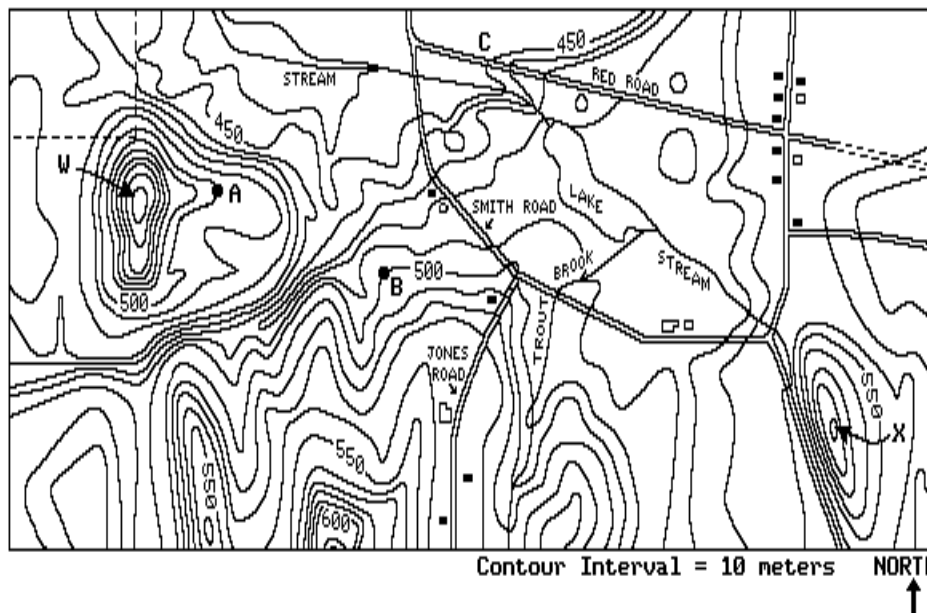 C
450
STREAM
RED ROAD
450
W
A
LAKE
SMITH ROAD
500
BROOK
500
B
STREAM
TROUT
JONES
ROAD
550
550
X
550
600
Contour Interval = 10 meters